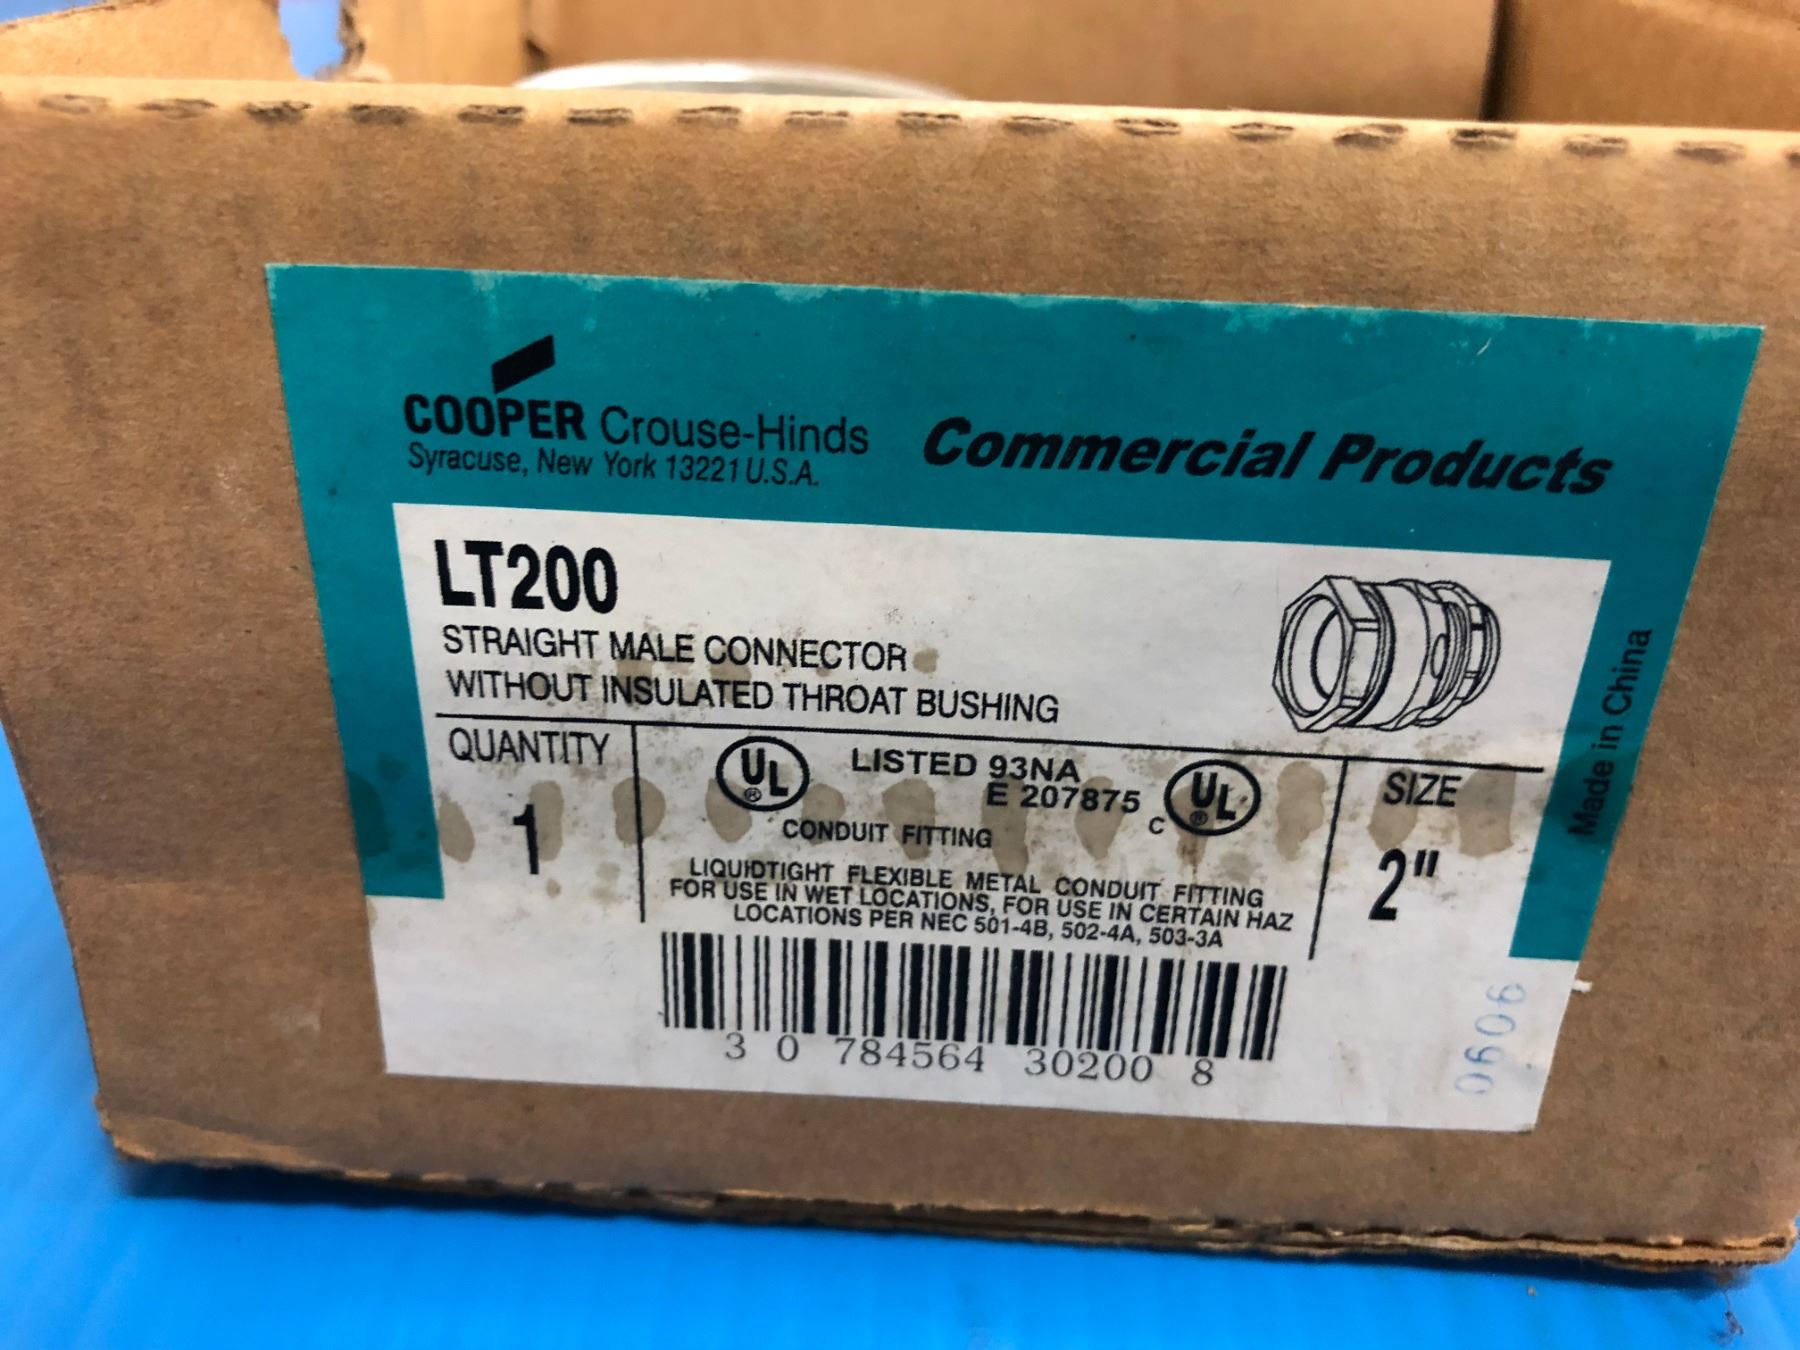 COOPER Crouse-Hinds
Syracuse, New York 13221 U.S.A.
Commercial Products
LT200
STRAIGHT MALE CONNECTOR
WITHOUT INSULATED THROAT BUSHING
QUANTITY
1
UL ®
LISTED 93NA
E 207875
C UL ®
CONDUIT FITTING
LIQUIDTIGHT FLEXIBLE METAL CONDUIT FITTING
FOR USE IN WET LOCATIONS, FOR USE IN CERTAIN HAZ
LOCATIONS PER NEC 501-4B, 502-4A, 503-3A
SIZE
2"
Made in China
3 0 784564 30200 8
0906